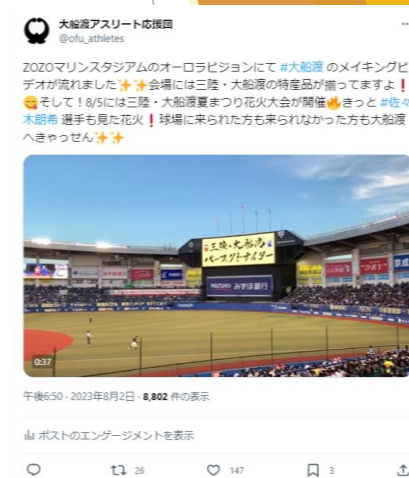 大船渡アスリート応援団
@ofu_athletes
ZOZOマリンスタジアムのオーロラビジョンにて #大船渡 のメイキングビ
デオが流れました✨✨会場には三陸・大船渡の特産品が揃ってますよ❗
😋そして！8/5には三陸・大船渡夏まつり花火大会が開催🔥きっと #佐々
木朗希 選手も見た花火❗球場に来られた方も来られなかった方も大船渡
へきゃっせん✨✨
三陸・大船渡
バースデーナイター
MIZUHO みずほ銀行
"DRY"
京成
0:37
午後6:50 · 2023年8月2日 · 8,802 件の表示
ポストのエンゲージメントを表示
26 147 3